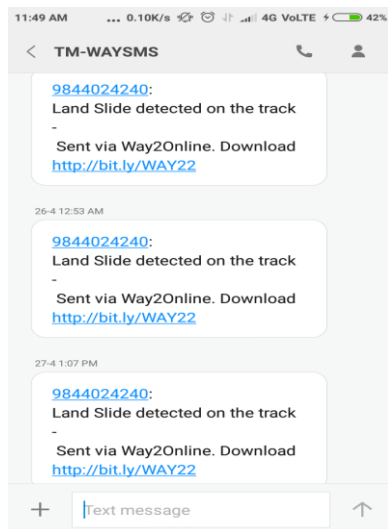 11:49 AM ... 0.10K/s 4G VoLTE 42%
TM-WAYSMS
9844024240:
Land Slide detected on the track
-
Sent via Way2Online. Download
http://bit.ly/WAY22
26-4 12:53 AM
9844024240:
Land Slide detected on the track
-
Sent via Way2Online. Download
http://bit.ly/WAY22
27-4 1:07 PM
9844024240:
Land Slide detected on the track
-
Sent via Way2Online. Download
http://bit.ly/WAY22
Text message